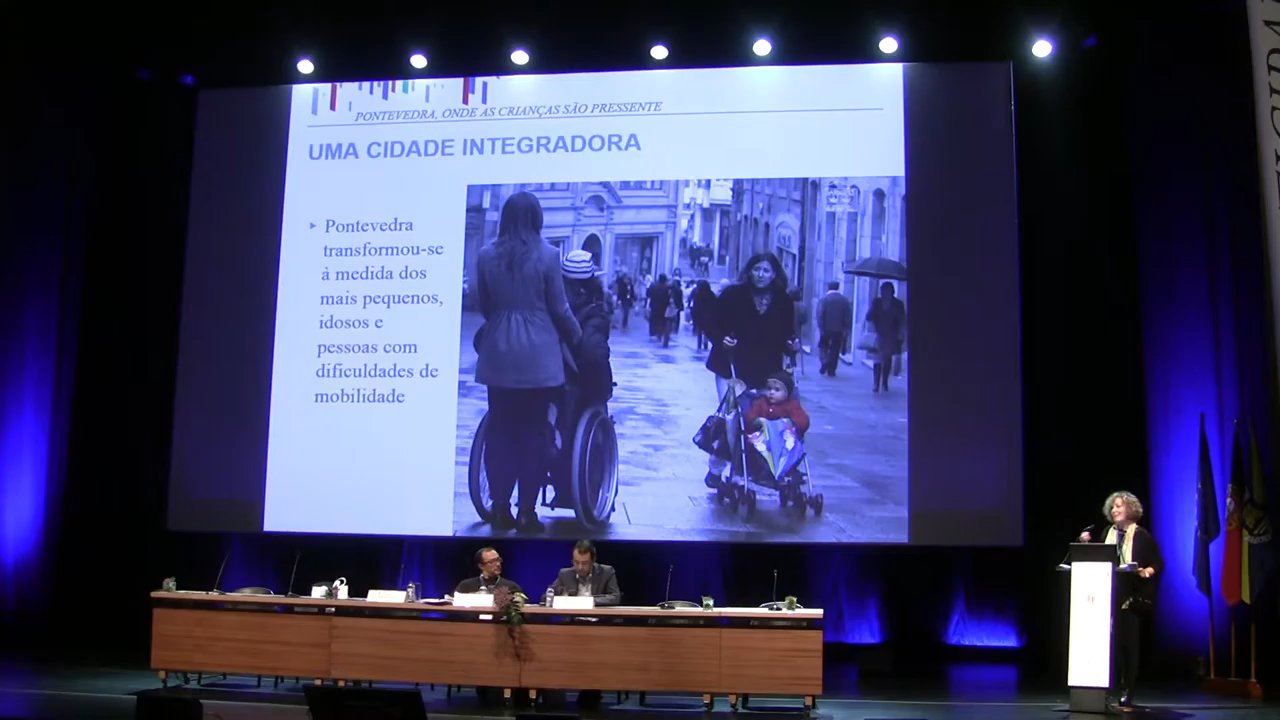 PONTEVEDRA, ONDE AS CRIANÇAS SÃO PRESSENTE
UMA CIDADE INTEGRADORA
Pontevedra
transformou-se
à medida dos
mais pequenos,
idosos e
pessoas com
dificuldades de
mobilidade